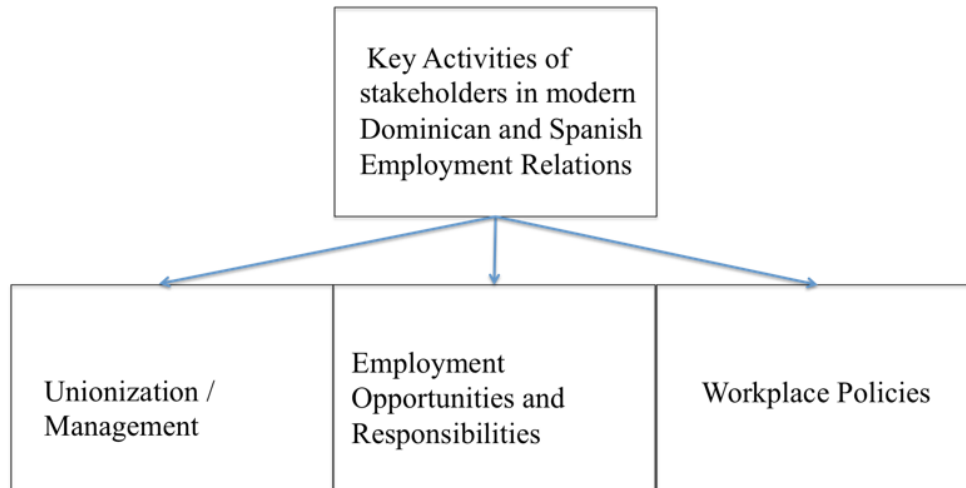 Key Activities of
stakeholders in modern
Dominican and Spanish
Employment Relations
Unionization /
Management
Employment
Opportunities and
Responsibilities
Workplace Policies